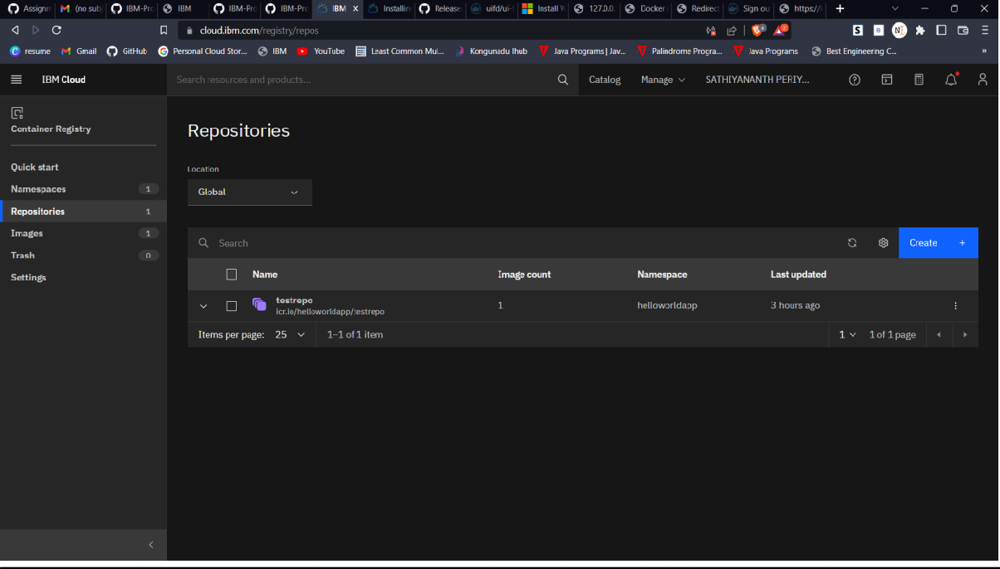 Assignm (no subj IBM-Pro IBM IBM-Pro IBM-Pro IBM X Installin Release uifd/ui- Install W 127.0.0. Docker Redirect Sign ou https://
cloud.ibm.com/registry/repos
resume Gmail GitHub Personal Cloud Stor... IBM YouTube Least Common Mul... Kongunadu Ihub Java Programs | Jav... Palindrome Progra... Java Programs Best Engineering C... »
IBM Cloud Search resources and products... Catalog Manage SATHIYANANTH PERIY...
Container Registry
Quick start
Namespaces 1
Repositories 1
Images 1
Trash 0
Settings
Repositories
Location
Global
Search Create +
Name Image count Namespace Last updated
testrepo
icr.io/helloworldapp/testrepo 1 helloworldapp 3 hours ago
Items per page: 25 1–1 of 1 item 1 1 of 1 page